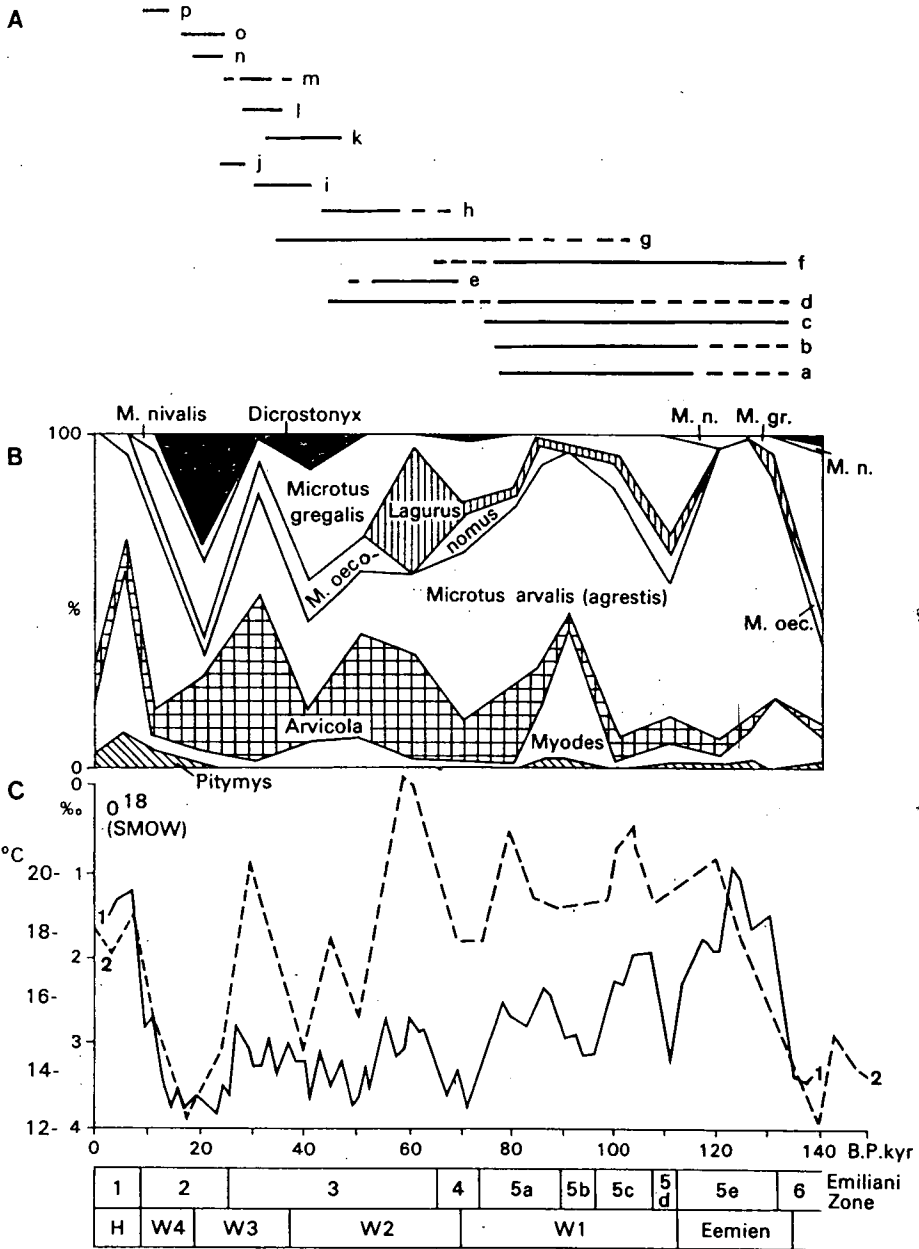 A
p
o
n
m
l
k
j
i
h
g
f
e
d
c
b
a
M. nivalis Dicrostonyx M. n. M. gr.
100
B
M. n.
Microtus gregalis
Lagurus
M. oeco-
nomus
Microtus arvalis (agrestis)
%
M. oec.
Arvicola
Myodes
0
Pitymys
C
0
‰ O18
(SMOW)
°C
20- 1
1
18-
2
2
16-
3
14-
1 2
12- 4
0 20 40 60 80 100 120 140 B.P.kyr
1 2 3 4 5a 5b 5c 5d 5e 6 Emiliani Zone
H W4 W3 W2 W1 Eemien